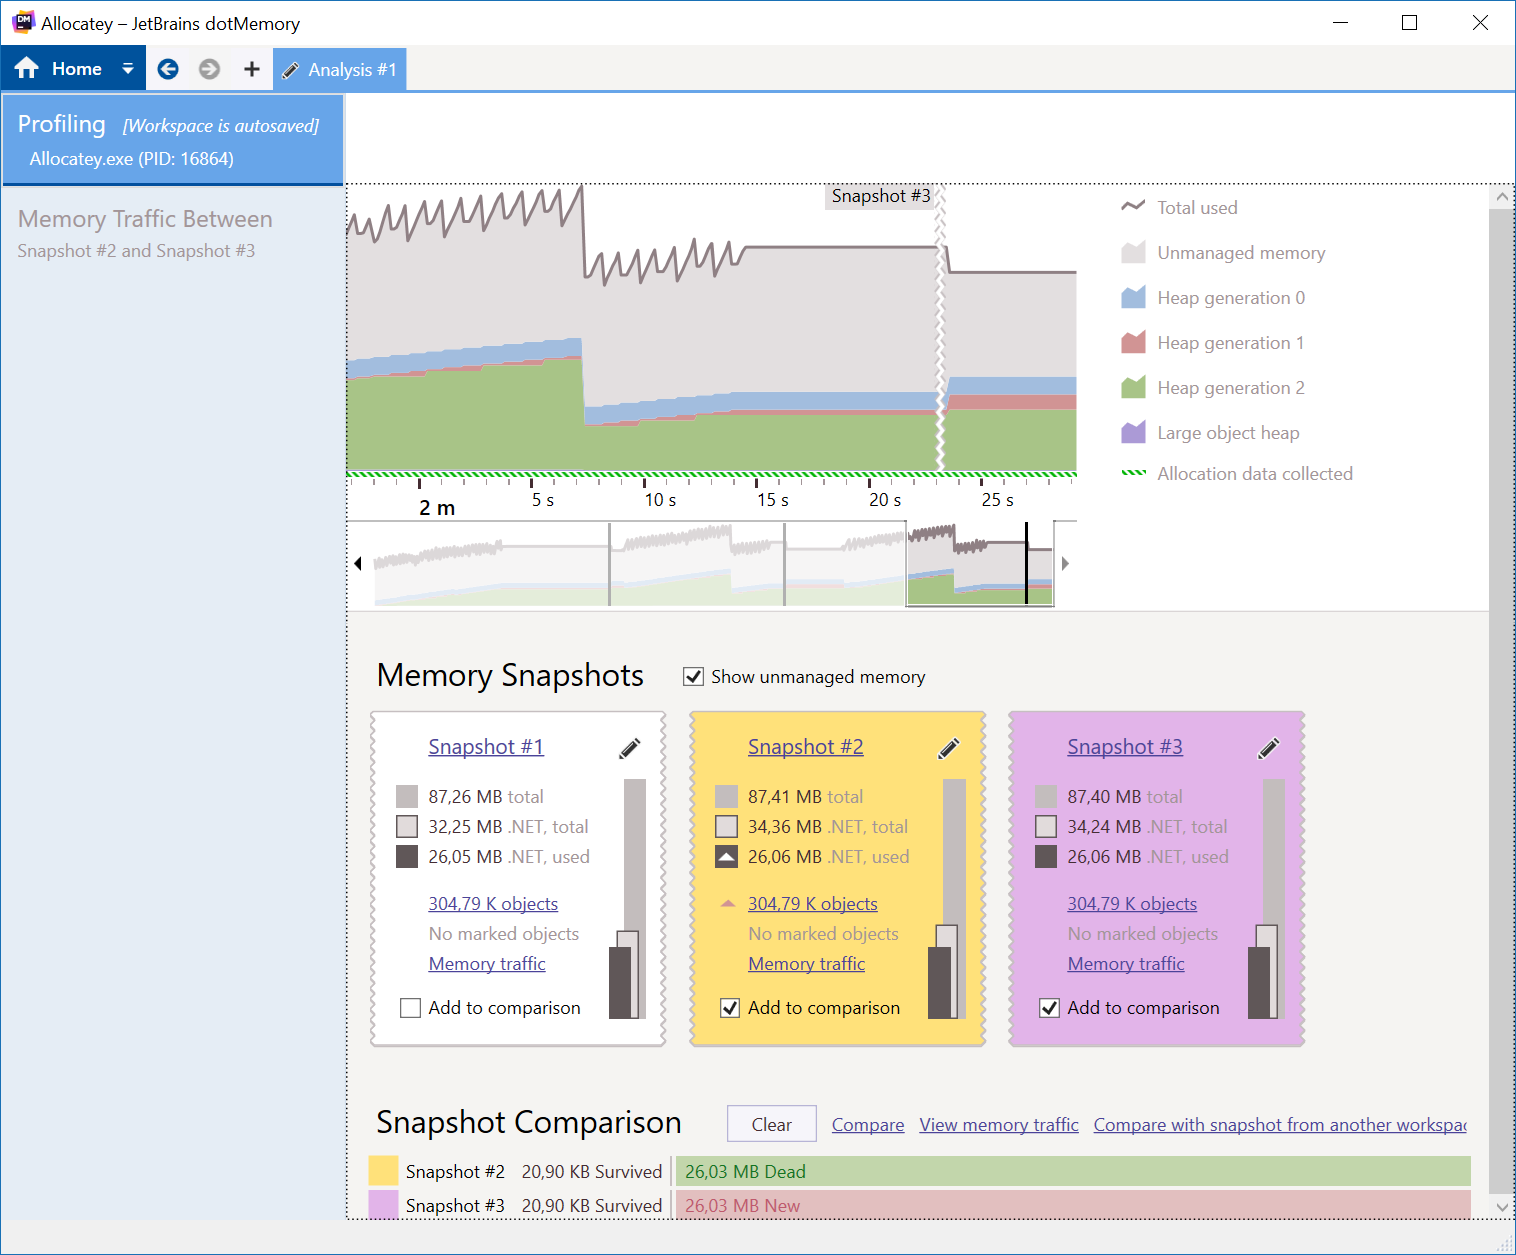 Allocatey – JetBrains dotMemory
Home
Analysis #1
Profiling [Workspace is autosaved]
Allocatey.exe (PID: 16864)
Memory Traffic Between
Snapshot #2 and Snapshot #3
Snapshot #3
Total used
Unmanaged memory
Heap generation 0
Heap generation 1
Heap generation 2
Large object heap
Allocation data collected
2 m 5 s 10 s 15 s 20 s 25 s
Memory Snapshots
Show unmanaged memory
Snapshot #1
87,26 MB total
32,25 MB .NET, total
26,05 MB .NET, used
304,79 K objects
No marked objects
Memory traffic
Add to comparison
Snapshot #2
87,41 MB total
34,36 MB .NET, total
26,06 MB .NET, used
304,79 K objects
No marked objects
Memory traffic
Add to comparison
Snapshot #3
87,40 MB total
34,24 MB .NET, total
26,06 MB .NET, used
304,79 K objects
No marked objects
Memory traffic
Add to comparison
Snapshot Comparison
Clear
Compare
View memory traffic
Compare with snapshot from another workspac
Snapshot #2 20,90 KB Survived 26,03 MB Dead
Snapshot #3 20,90 KB Survived 26,03 MB New